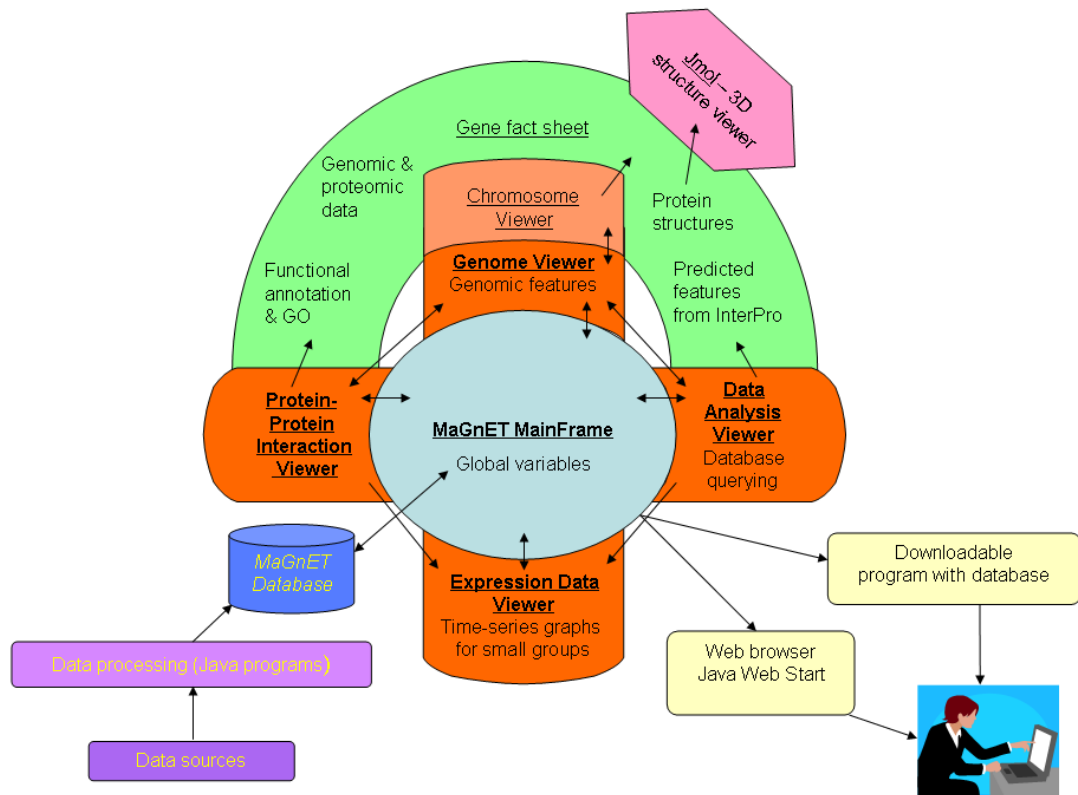 Jmol – 3D
structure viewer
Gene fact sheet
Genomic &
proteomic
data
Chromosome
Viewer
Protein
structures
Genome Viewer
Genomic features
Functional
annotation
& GO
Predicted
features
from InterPro
Protein-
Protein
Interaction
Viewer
MaGnET MainFrame
Global variables
Data
Analysis
Viewer
Database
querying
MaGnET
Database
Expression Data
Viewer
Time-series graphs
for small groups
Downloadable
program with database
Web browser
Java Web Start
Data processing (Java programs)
Data sources